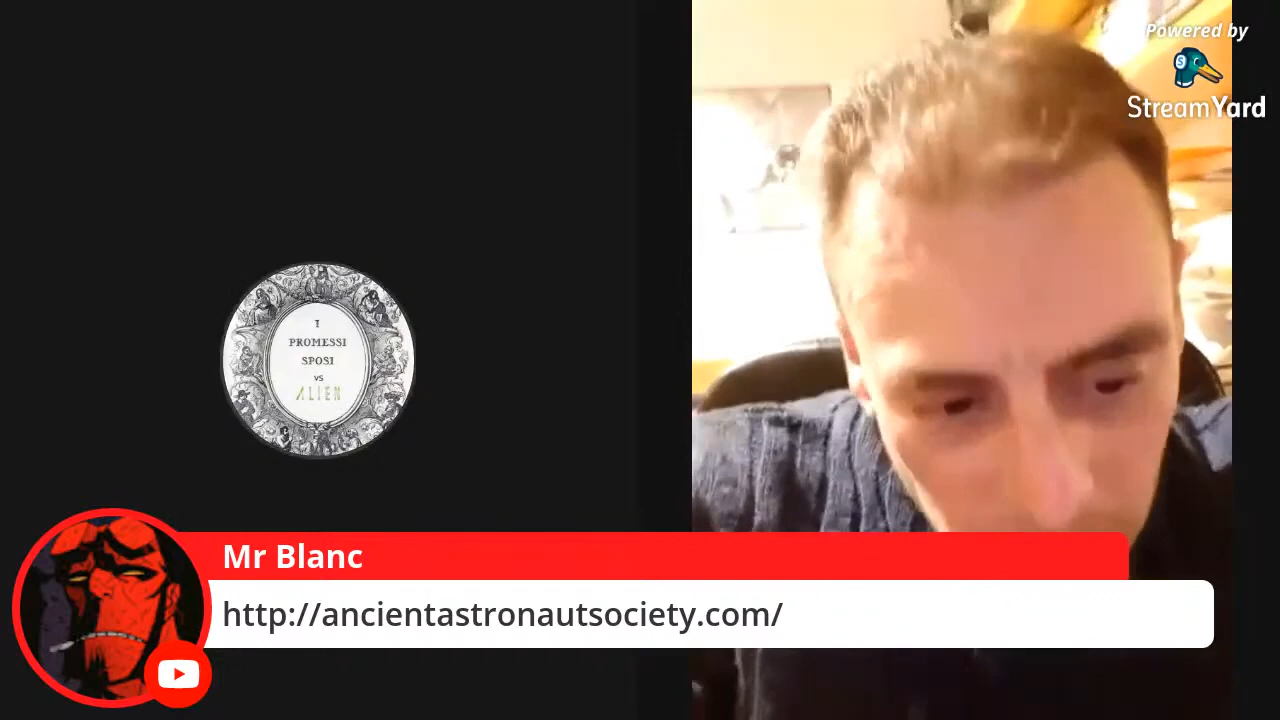 Powered by
StreamYard
I
PROMESSI
SPOSI
VS
ALIEN
Mr Blanc
http://ancientastronautsociety.com/